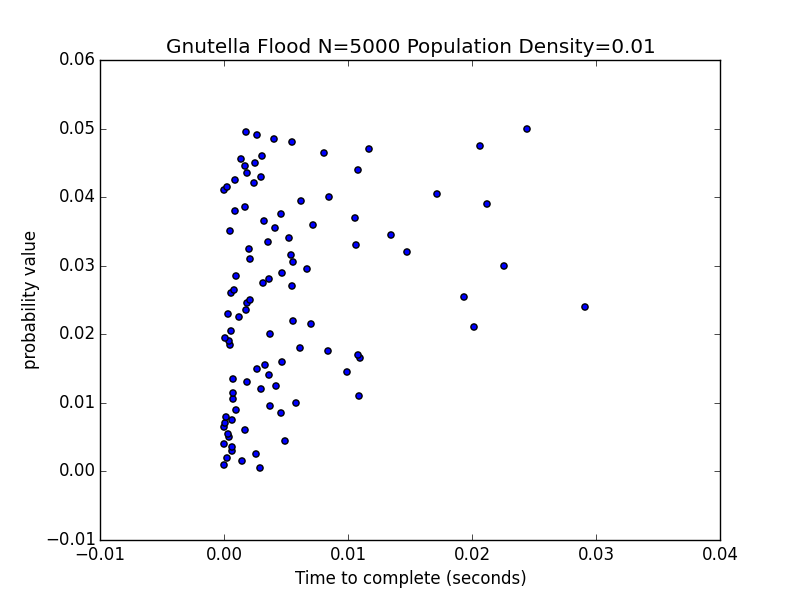 Gnutella Flood N=5000 Population Density=0.01
0.06
0.05
0.04
0.03
0.02
0.01
0.00
−0.01
probability value
−0.01 0.00 0.01 0.02 0.03 0.04
Time to complete (seconds)